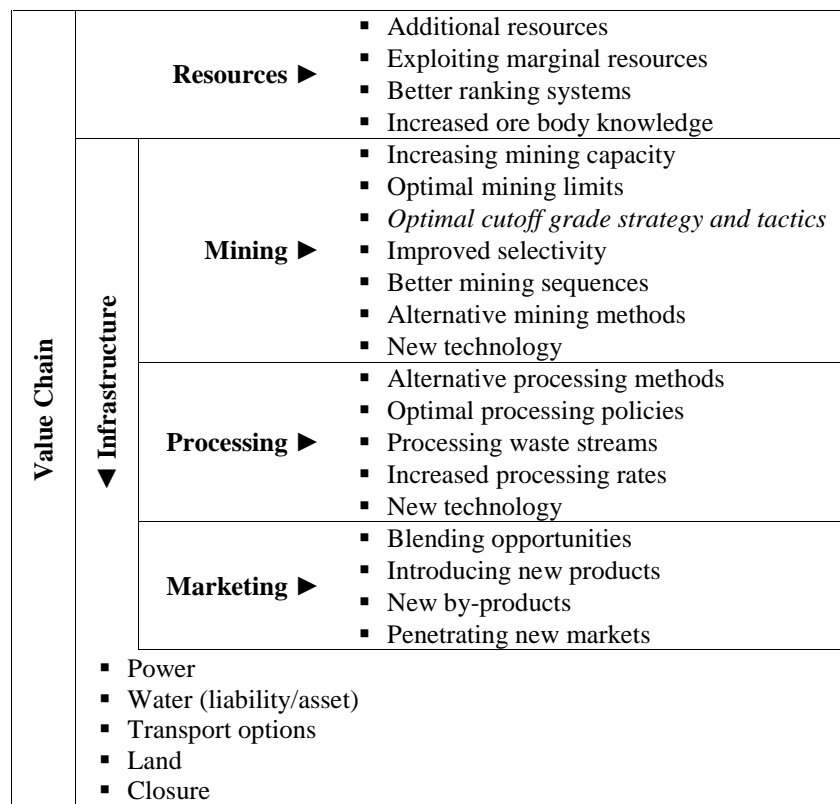 Value Chain
Resources ►
▪ Additional resources
▪ Exploiting marginal resources
▪ Better ranking systems
▪ Increased ore body knowledge
◄ Infrastructure
Mining ►
▪ Increasing mining capacity
▪ Optimal mining limits
▪ Optimal cutoff grade strategy and tactics
▪ Improved selectivity
▪ Better mining sequences
▪ Alternative mining methods
▪ New technology
Processing ►
▪ Alternative processing methods
▪ Optimal processing policies
▪ Processing waste streams
▪ Increased processing rates
▪ New technology
Marketing ►
▪ Blending opportunities
▪ Introducing new products
▪ New by-products
▪ Penetrating new markets
▪ Power
▪ Water (liability/asset)
▪ Transport options
▪ Land
▪ Closure